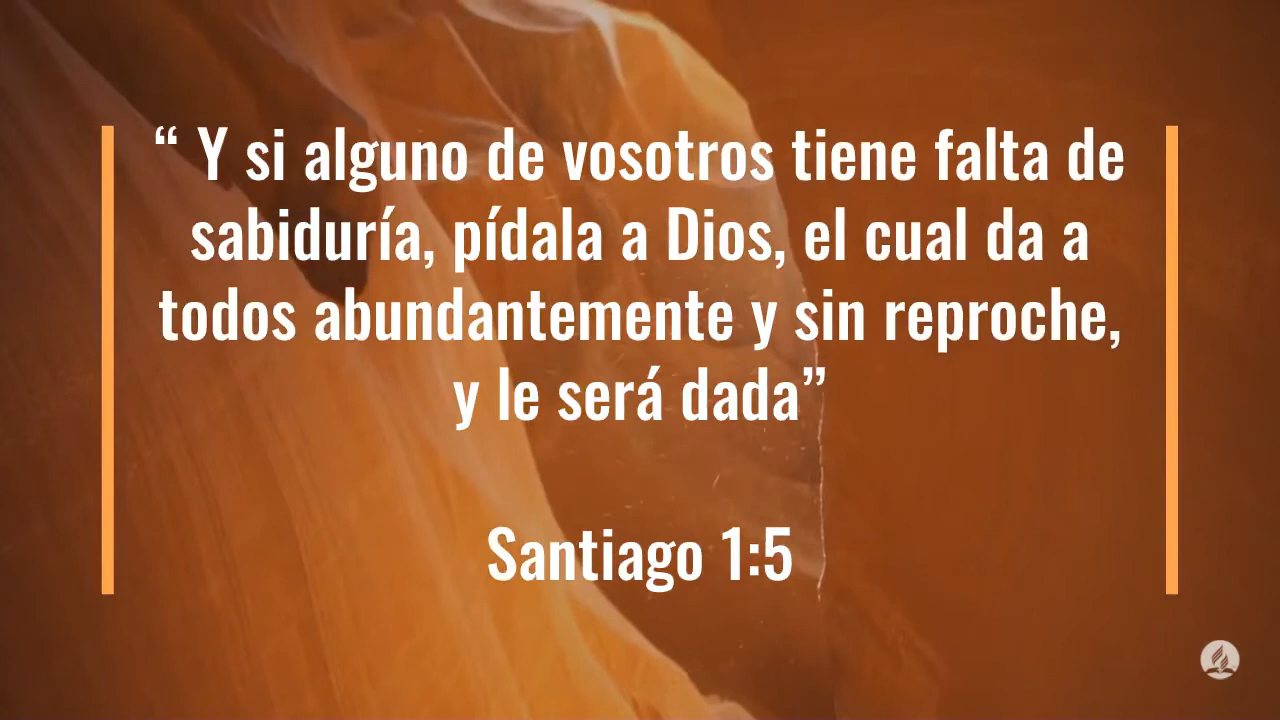 “ Y si alguno de vosotros tiene falta de
sabiduría, pídala a Dios, el cual da a
todos abundantemente y sin reproche,
y le será dada”
Santiago 1:5